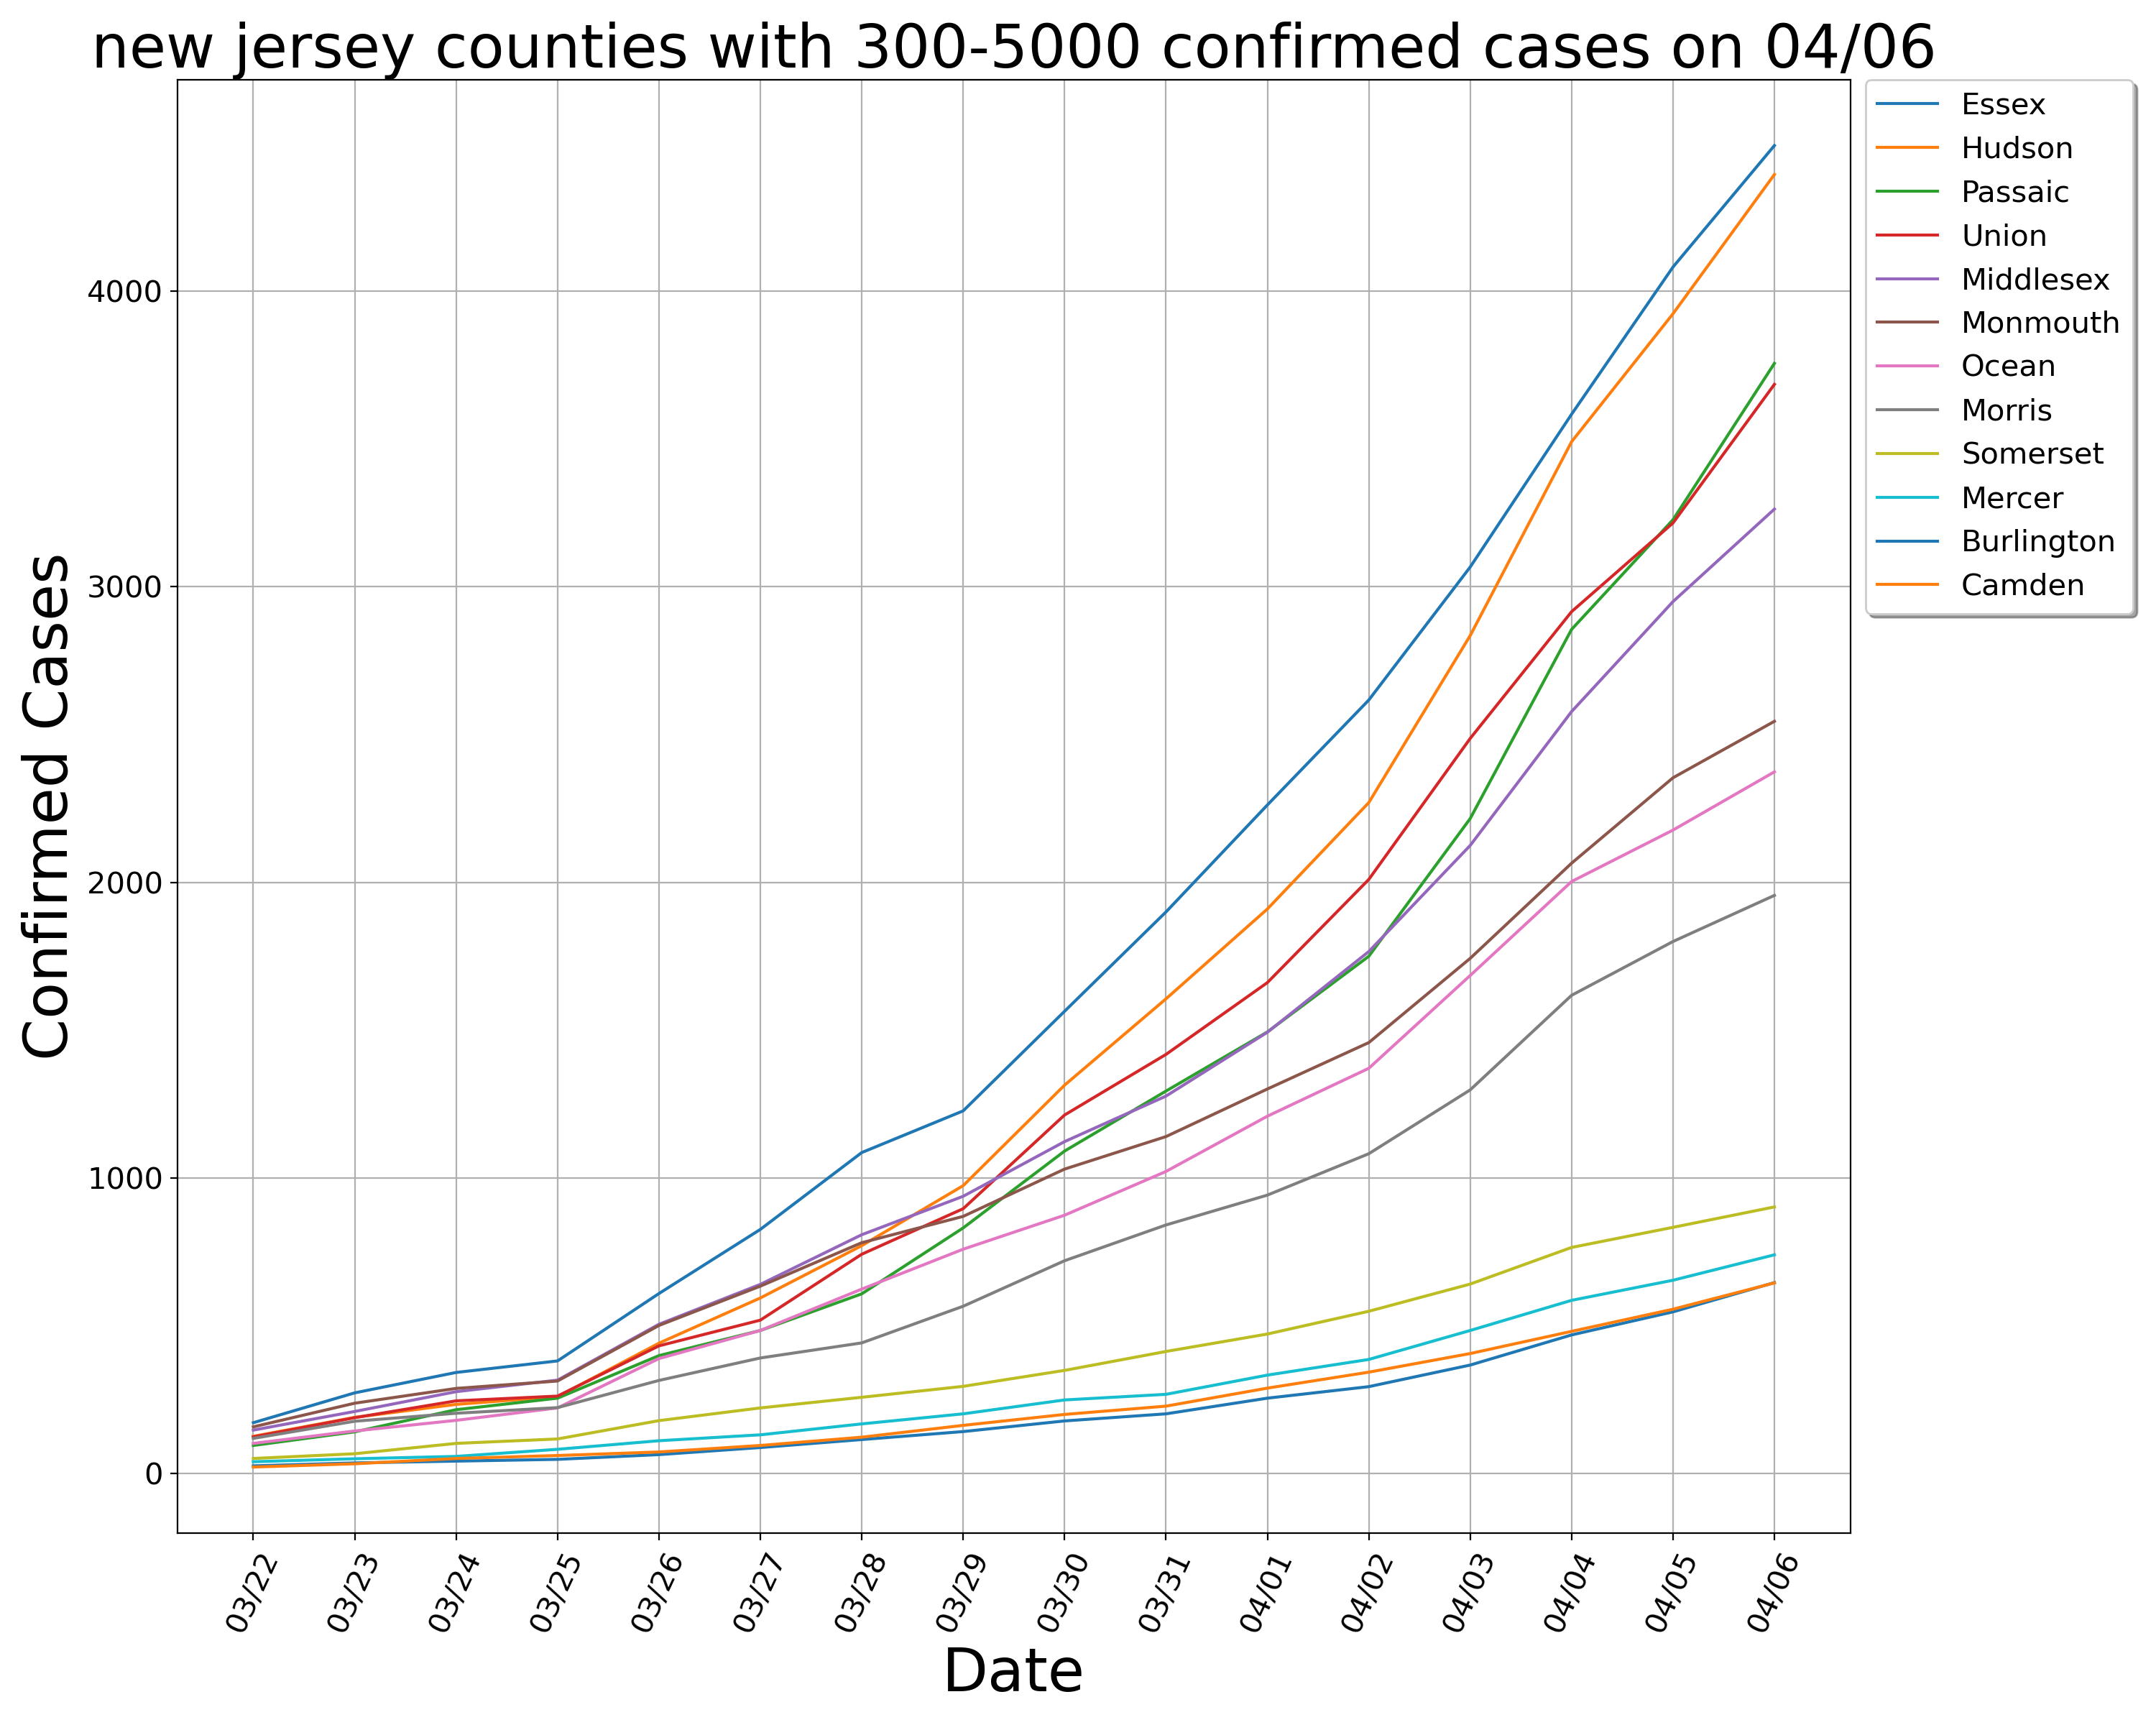 new jersey counties with 300-5000 confirmed cases on 04/06
Essex
Hudson
Passaic
Union
Middlesex
Monmouth
Ocean
Morris
Somerset
Mercer
Burlington
Camden
Confirmed Cases
4000
3000
2000
1000
0
03/22
03/23
03/24
03/25
03/26
03/27
03/28
03/29
03/30
03/31
04/01
04/02
04/03
04/04
04/05
04/06
Date